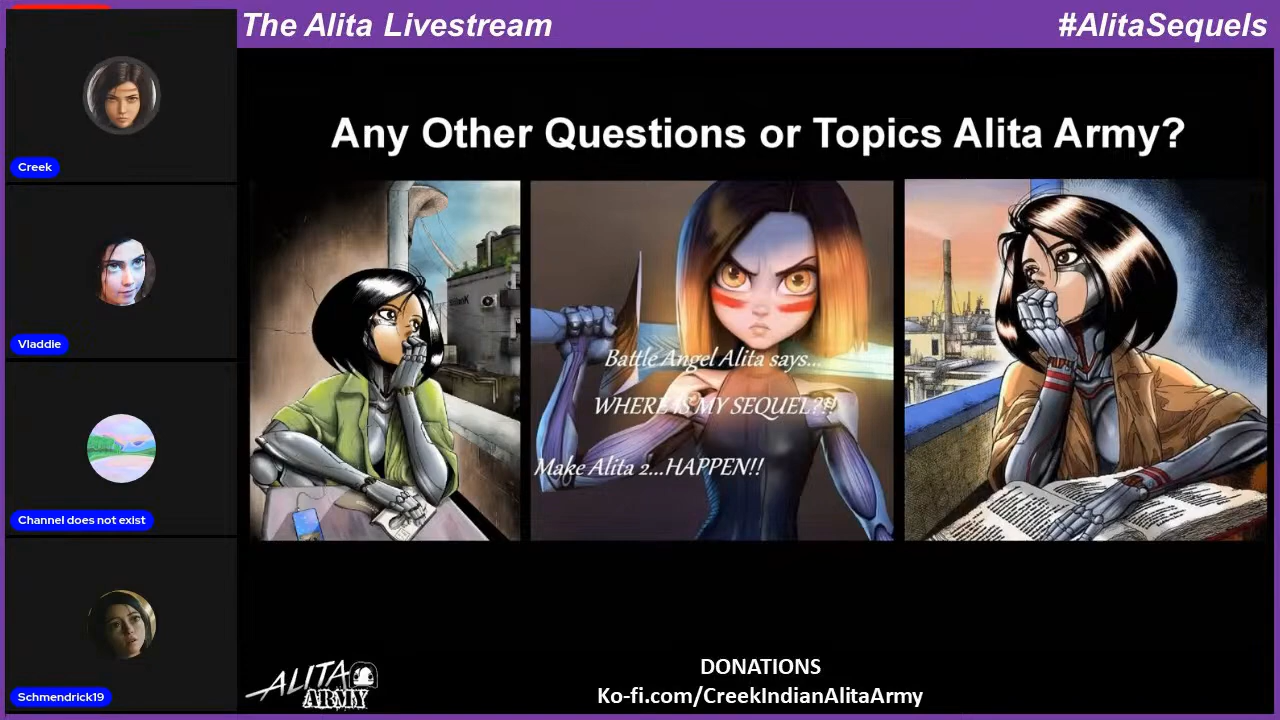 The Alita Livestream
#AlitaSequels
Any Other Questions or Topics Alita Army?
Creek
Vladdie
Channel does not exist
Schmendrick19
Battle Angel Alita says...
WHERE IS MY SEQUEL?!!
Make Alita 2...HAPPEN!!
ALITA
ARMY
DONATIONS
Ko-fi.com/CreekIndianAlitaArmy